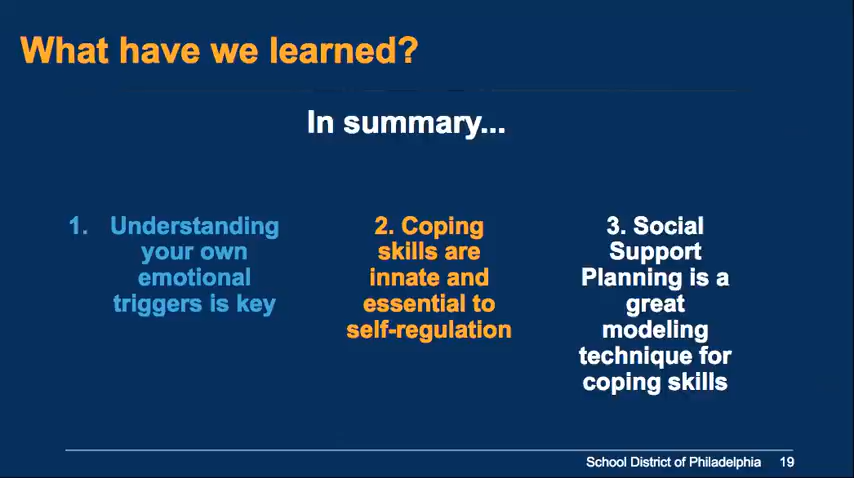 What have we learned?
In summary...
1. Understanding
your own
emotional
triggers is key
2. Coping
skills are
innate and
essential to
self-regulation
3. Social
Support
Planning is a
great
modeling
technique for
coping skills
School District of Philadelphia 19